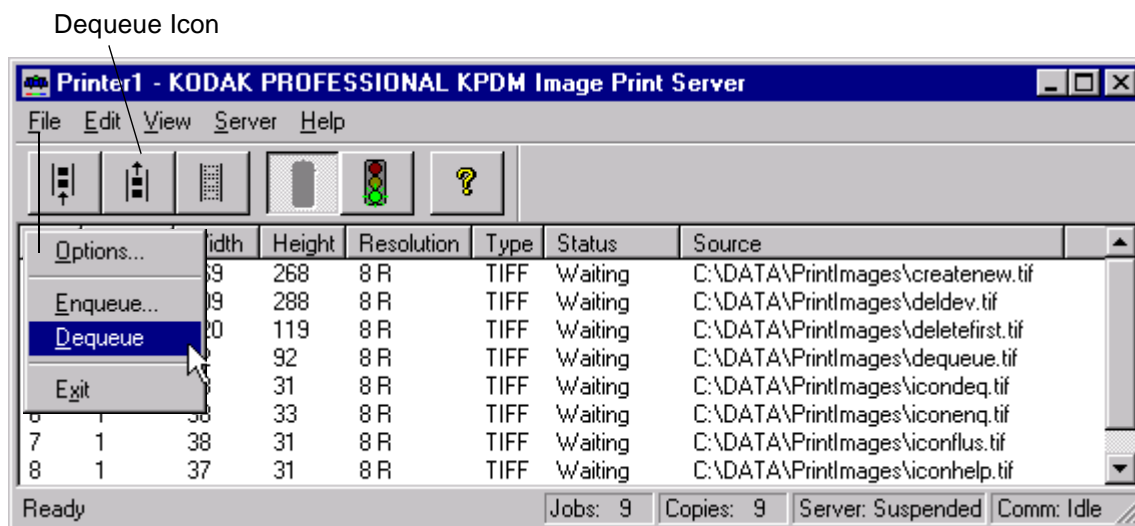 Dequeue Icon
Printer1 - KODAK PROFESSIONAL KPDM Image Print Server
File Edit View Server Help
Options...
Enqueue...
Dequeue
Exit
Height Resolution Type Status Source
268 8 R TIFF Waiting C:\DATA\PrintImages\createnew.tif
288 8 R TIFF Waiting C:\DATA\PrintImages\deldev.tif
119 8 R TIFF Waiting C:\DATA\PrintImages\deletefirst.tif
92 8 R TIFF Waiting C:\DATA\PrintImages\dequeue.tif
31 8 R TIFF Waiting C:\DATA\PrintImages\icondeq.tif
33 8 R TIFF Waiting C:\DATA\PrintImages\iconenq.tif
7 1 38 31 8 R TIFF Waiting C:\DATA\PrintImages\iconflus.tif
8 1 37 31 8 R TIFF Waiting C:\DATA\PrintImages\iconhelp.tif
Ready Jobs: 9 Copies: 9 Server: Suspended Comm: Idle